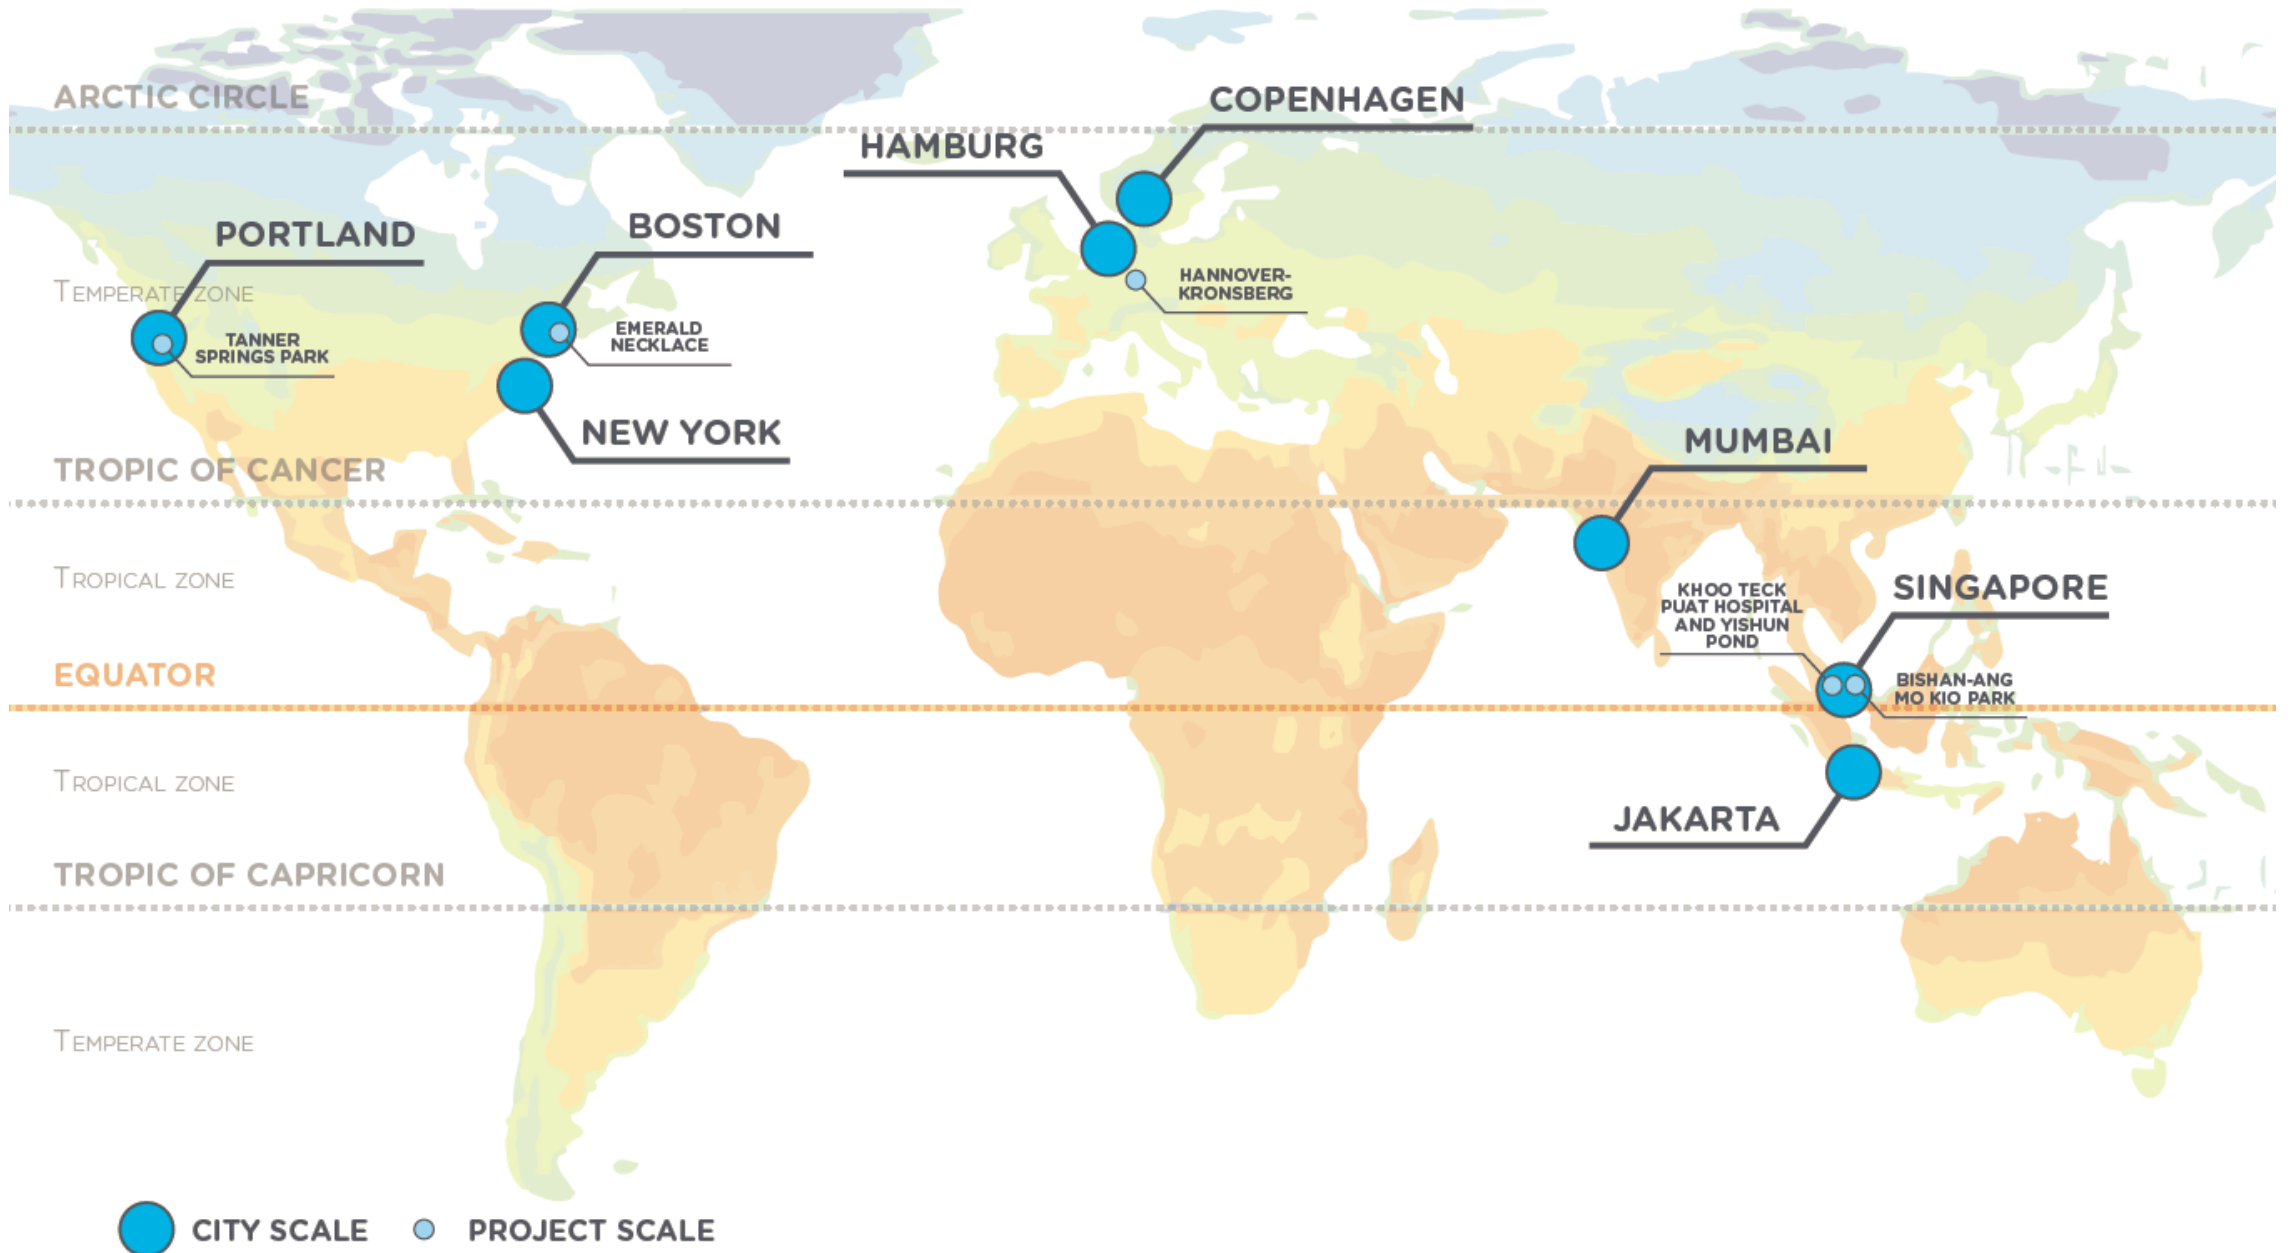 ARCTIC CIRCLE
COPENHAGEN
HAMBURG
PORTLAND
BOSTON
TEMPERATE ZONE
HANNOVER-
KRONSBERG
TANNER
SPRINGS PARK
EMERALD
NECKLACE
NEW YORK
MUMBAI
TROPIC OF CANCER
TROPICAL ZONE
KHOO TECK
PUAT HOSPITAL
AND YISHUN
POND
SINGAPORE
EQUATOR
BISHAN-ANG
MO KIO PARK
TROPICAL ZONE
JAKARTA
TROPIC OF CAPRICORN
TEMPERATE ZONE
CITY SCALE
PROJECT SCALE